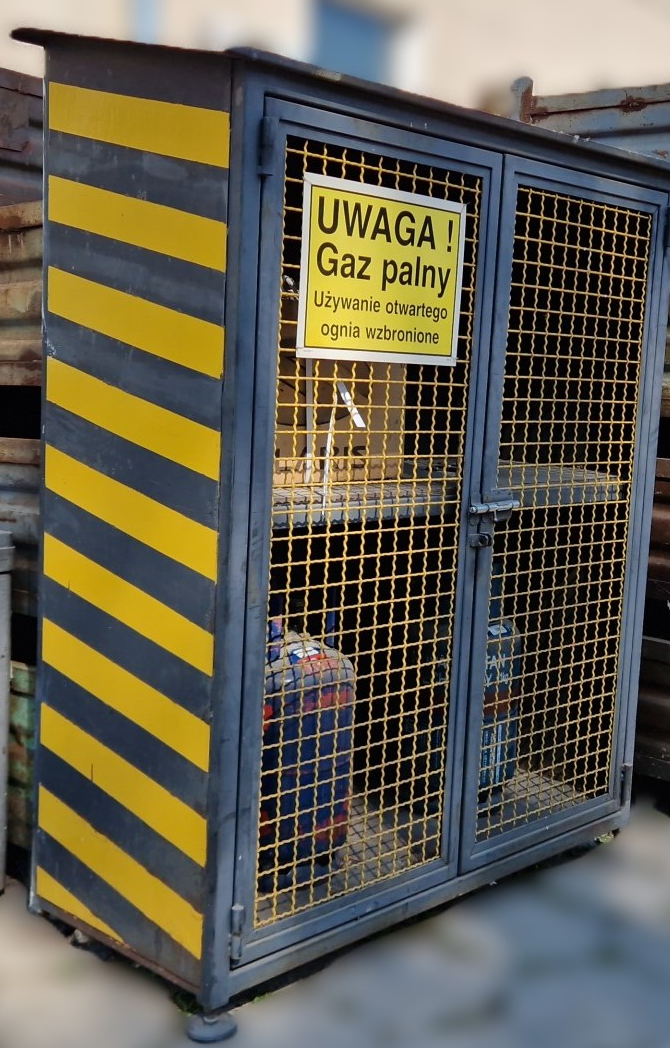 UWAGA !
Gaz palny
Używanie otwartego
ognia wzbronione